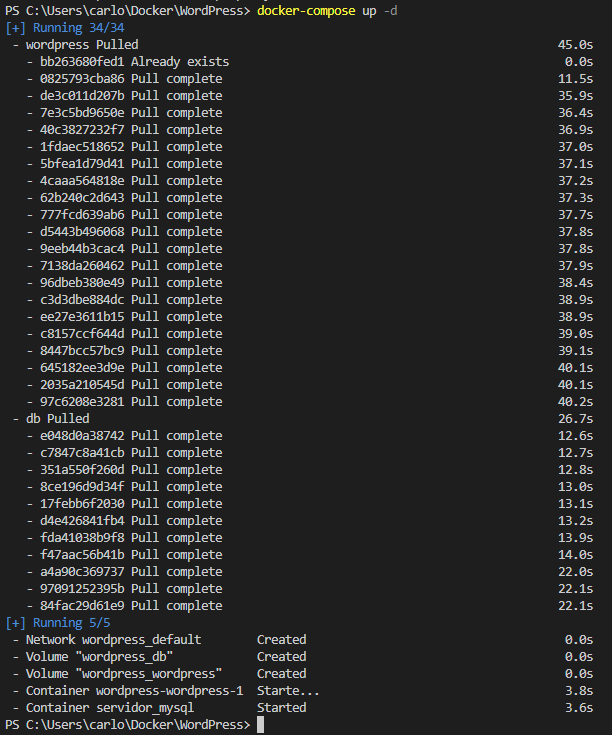 PS C:\Users\carlo\Docker\WordPress> docker-compose up -d
[+] Running 34/34
- wordpress Pulled 45.0s
- bb263680fed1 Already exists 0.0s
- 0825793cba86 Pull complete 11.5s
- de3c011d207b Pull complete 35.9s
- 7e3c5bd9650e Pull complete 36.4s
- 40c3827232f7 Pull complete 36.9s
- 1fdaec518652 Pull complete 37.0s
- 5bfea1d79d41 Pull complete 37.1s
- 4caaa564818e Pull complete 37.2s
- 62b240c2d643 Pull complete 37.3s
- 777fcd639ab6 Pull complete 37.7s
- d5443b496068 Pull complete 37.8s
- 9eeb44b3cac4 Pull complete 37.8s
- 7138da260462 Pull complete 37.9s
- 96dbeb380e49 Pull complete 38.4s
- c3d3dbe884dc Pull complete 38.9s
- ee27e3611b15 Pull complete 38.9s
- c8157ccf644d Pull complete 39.0s
- 8447bcc57bc9 Pull complete 39.1s
- 645182ee3d9e Pull complete 40.1s
- 2035a210545d Pull complete 40.1s
- 97c6208e3281 Pull complete 40.2s
- db Pulled 26.7s
- e048d0a38742 Pull complete 12.6s
- c7847c8a41cb Pull complete 12.7s
- 351a550f260d Pull complete 12.8s
- 8ce196d9d34f Pull complete 13.0s
- 17febb6f2030 Pull complete 13.1s
- d4e426841fb4 Pull complete 13.2s
- fda41038b9f8 Pull complete 13.9s
- f47aac56b41b Pull complete 14.0s
- a4a90c369737 Pull complete 22.0s
- 97091252395b Pull complete 22.1s
- 84fac29d61e9 Pull complete 22.1s
[+] Running 5/5
- Network wordpress_default Created 0.0s
- Volume "wordpress_db" Created 0.0s
- Volume "wordpress_wordpress" Created 0.0s
- Container wordpress-wordpress-1 Starte... 3.8s
- Container servidor_mysql Started 3.6s
PS C:\Users\carlo\Docker\WordPress>